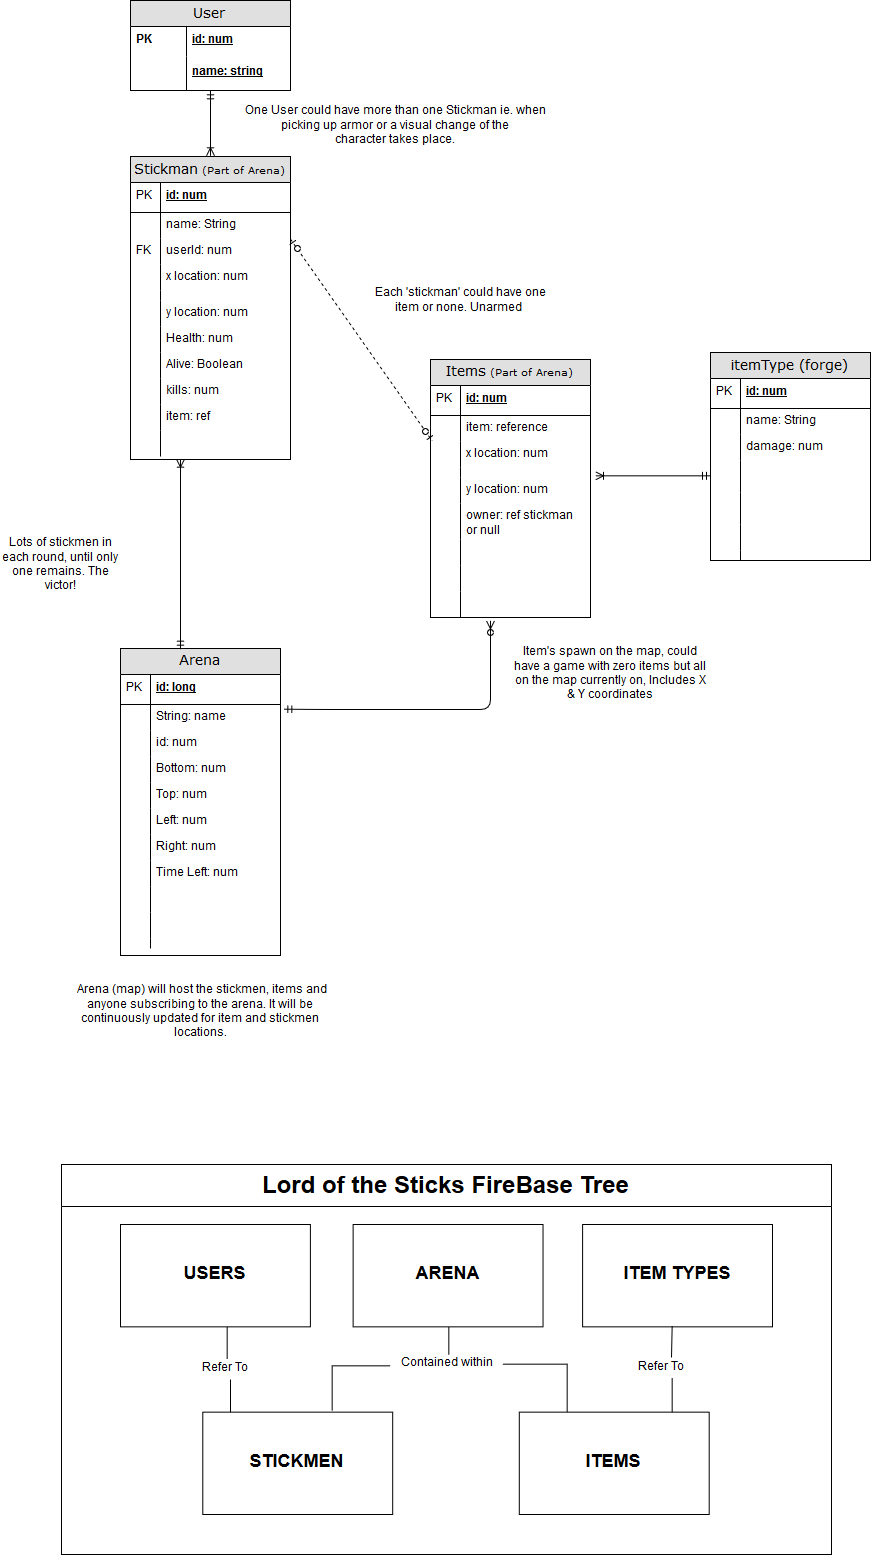 User
PK id: num
name: string
One User could have more than one Stickman ie. when
picking up armor or a visual change of the
character takes place.
Stickman (Part of Arena)
PK id: num
name: String
FK userId: num
x location: num
y location: num
Health: num
Alive: Boolean
kills: num
item: ref
Each 'stickman' could have one
item or none. Unarmed
Items (Part of Arena)
PK id: num
item: reference
x location: num
y location: num
owner: ref stickman
or null
itemType (forge)
PK id: num
name: String
damage: num
Lots of stickmen in
each round, until only
one remains. The
victor!
Item's spawn on the map, could
have a game with zero items but all
on the map currently on, Includes X
& Y coordinates
Arena
PK id: long
String: name
id: num
Bottom: num
Top: num
Left: num
Right: num
Time Left: num
Arena (map) will host the stickmen, items and
anyone subscribing to the arena. It will be
continuously updated for item and stickmen
locations.
Lord of the Sticks FireBase Tree
USERS
ARENA
ITEM TYPES
Refer To
Contained within
Refer To
STICKMEN
ITEMS